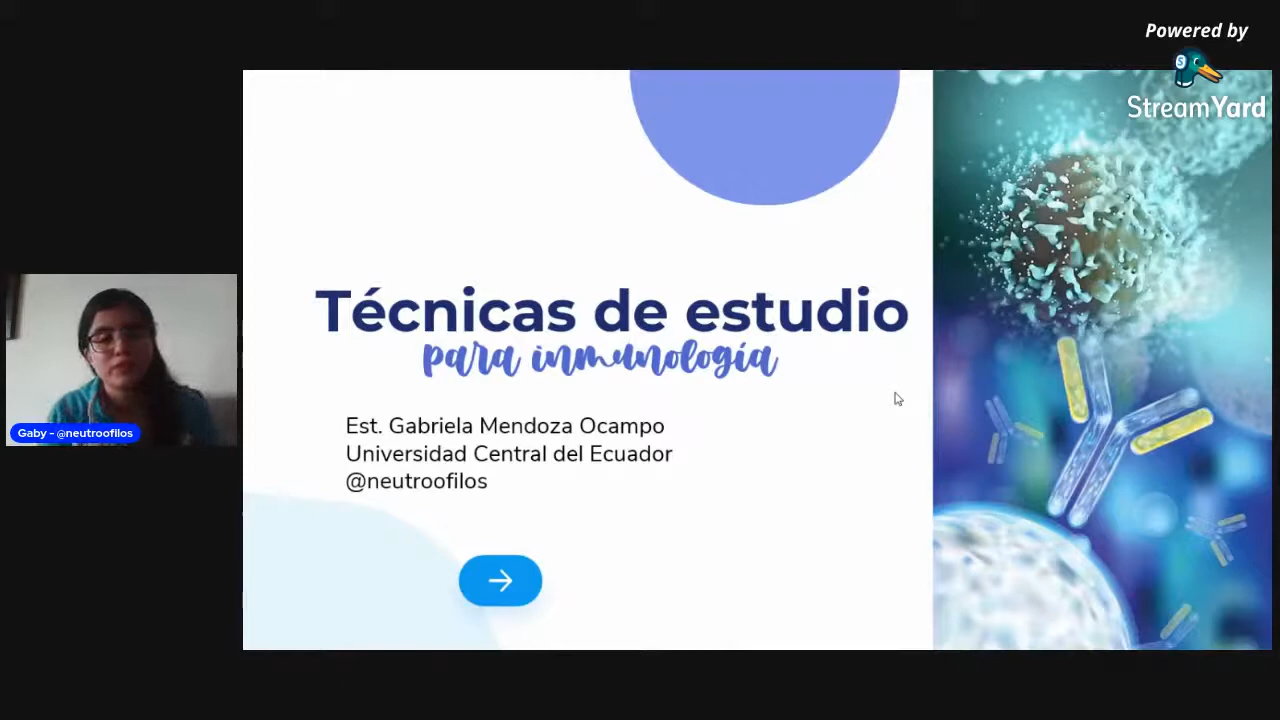 Powered by
StreamYard
Técnicas de estudio
para inmunología
Est. Gabriela Mendoza Ocampo
Universidad Central del Ecuador
@neutroofilos
Gaby - @neutroofilos